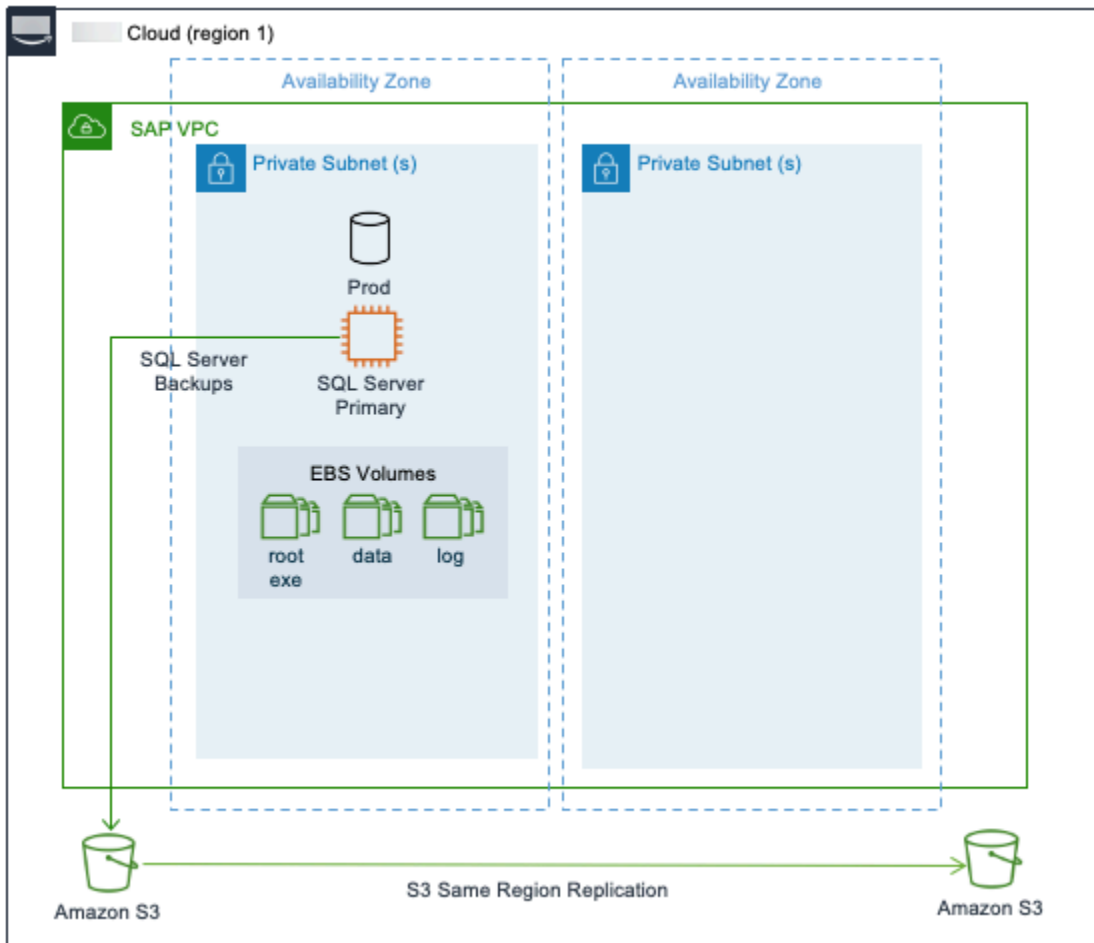 Cloud (region 1)
Availability Zone
Availability Zone
SAP VPC
Private Subnet (s)
Private Subnet (s)
Prod
SQL Server
Backups
SQL Server
Primary
EBS Volumes
root
exe
data
log
S3 Same Region Replication
Amazon S3
Amazon S3